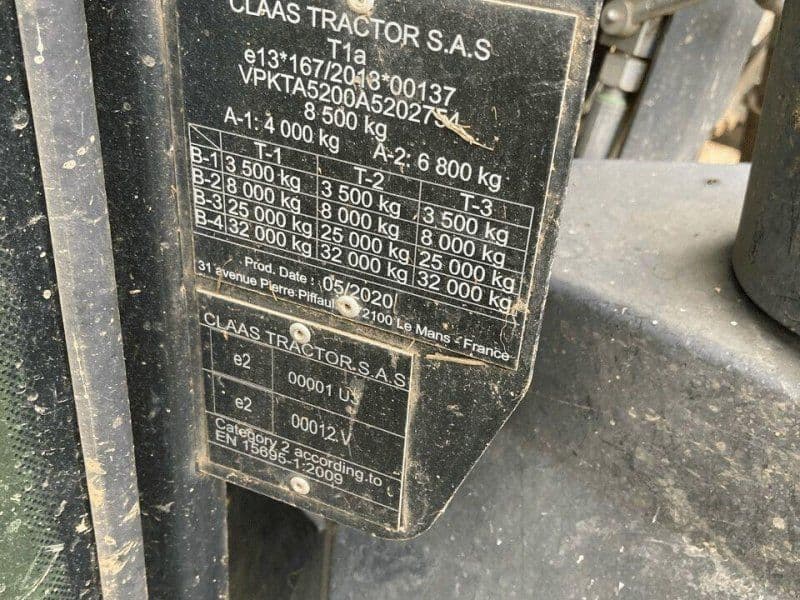 CLAAS TRACTOR S.A.S
T1a
e13*167/2013*00137
VPKTA5200A5202754
8 500 kg
A-1: 4 000 kg A-2: 6 800 kg
T-1 T-2 T-3
B-1 3 500 kg 3 500 kg 3 500 kg
B-2 8 000 kg 8 000 kg 8 000 kg
B-3 25 000 kg 25 000 kg 25 000 kg
B-4 32 000 kg 32 000 kg 32 000 kg
Prod. Date : 05/2020
31 avenue Pierre Piffaul 2100 Le Mans - France
CLAAS TRACTOR.S.A.S
e2 00001 US
e2 00012.V
Category 2 according.to
EN 15695-1:2009